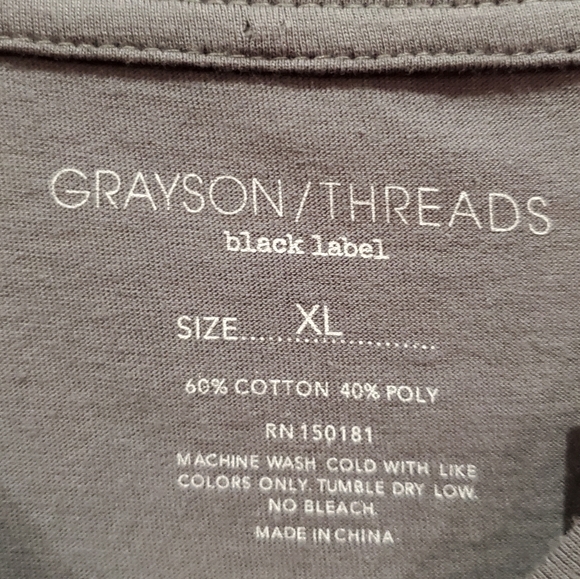 GRAYSON/THREADS
black label
SIZE.....XL..............
60% COTTON 40% POLY
RN 150181
MACHINE WASH COLD WITH LIKE
COLORS ONLY. TUMBLE DRY LOW.
NO BLEACH.
MADE IN CHINA